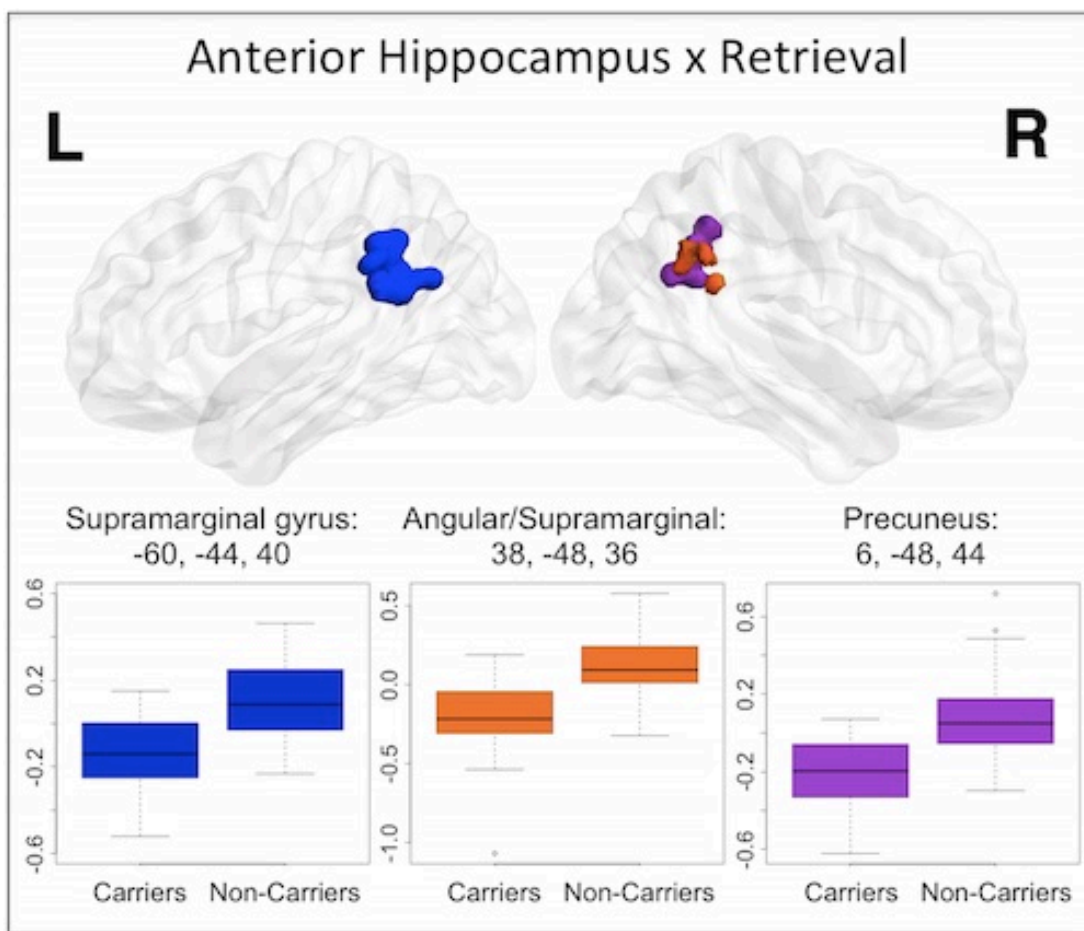 Anterior Hippocampus x Retrieval
L
R
Supramarginal gyrus:
-60, -44, 40
Angular/Supramarginal:
38, -48, 36
Precuneus:
6, -48, 44
0.6
0.2
-0.2
-0.6
Carriers
Non-Carriers
0.5
0.0
-0.5
-1.0
Carriers
Non-Carriers
0.6
0.2
-0.2
-0.6
Carriers
Non-Carriers